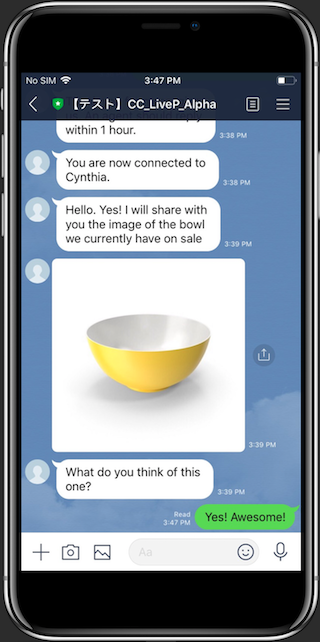 No SIM 3:47 PM
【テスト】CC_LiveP_Alpha
within 1 hour.
3:38 PM
You are now connected to
Cynthia.
3:38 PM
Hello. Yes! I will share with
you the image of the bowl
we currently have on sale
3:39 PM
3:39 PM
What do you think of this
one?
3:39 PM
Read
3:47 PM
Yes! Awesome!
Aa